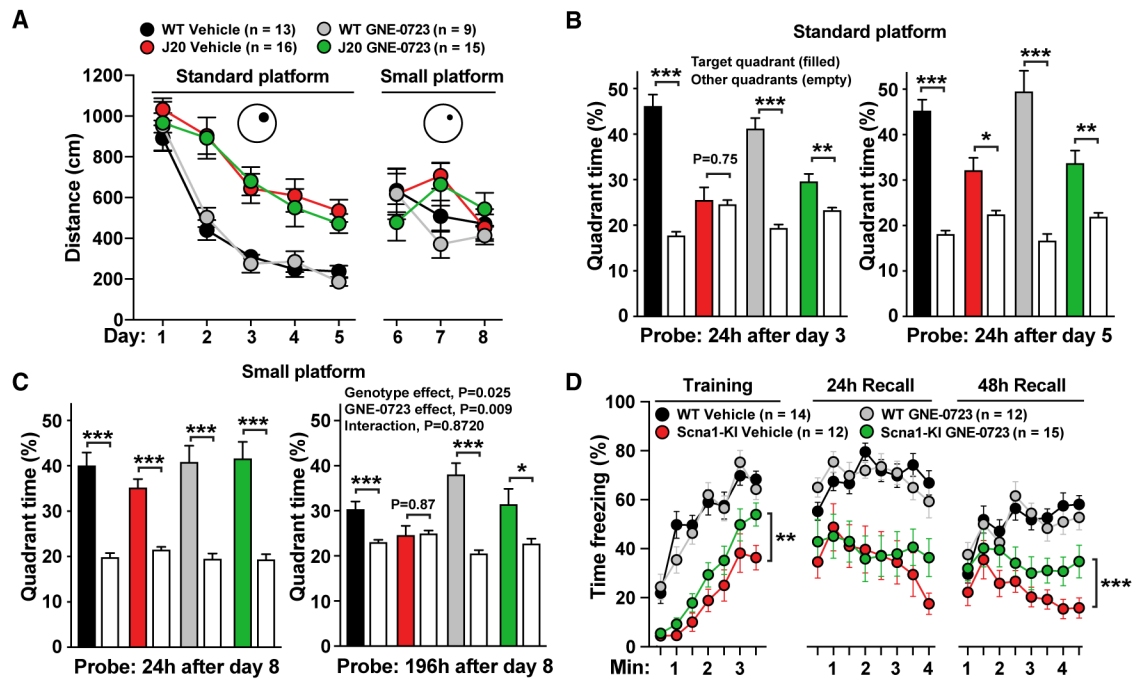 A
WT Vehicle (n = 13)
WT GNE-0723 (n = 9)
J20 Vehicle (n = 16)
J20 GNE-0723 (n = 15)
Standard platform
Small platform
Distance (cm)
1200
1000
800
600
400
200
0
Day: 1 2 3 4 5 6 7 8
B
Standard platform
Target quadrant (filled)
Other quadrants (empty)
Quadrant time (%)
50
40
30
20
10
0
***
P=0.75
***
**
Probe: 24h after day 3
Quadrant time (%)
50
40
30
20
10
0
***
*
***
**
Probe: 24h after day 5
C
Small platform
Quadrant time (%)
50
40
30
20
10
0
***
***
***
***
Probe: 24h after day 8
Genotype effect, P=0.025
GNE-0723 effect, P=0.009
Interaction, P=0.8720
Quadrant time (%)
50
40
30
20
10
0
***
P=0.87
***
*
Probe: 196h after day 8
D
Training
24h Recall
48h Recall
WT Vehicle (n = 14)
WT GNE-0723 (n = 12)
Scna1-KI Vehicle (n = 12)
Scna1-KI GNE-0723 (n = 15)
Time freezing (%)
100
80
60
40
20
0
**
***
Min: 1 2 3 1 2 3 4 1 2 3 4